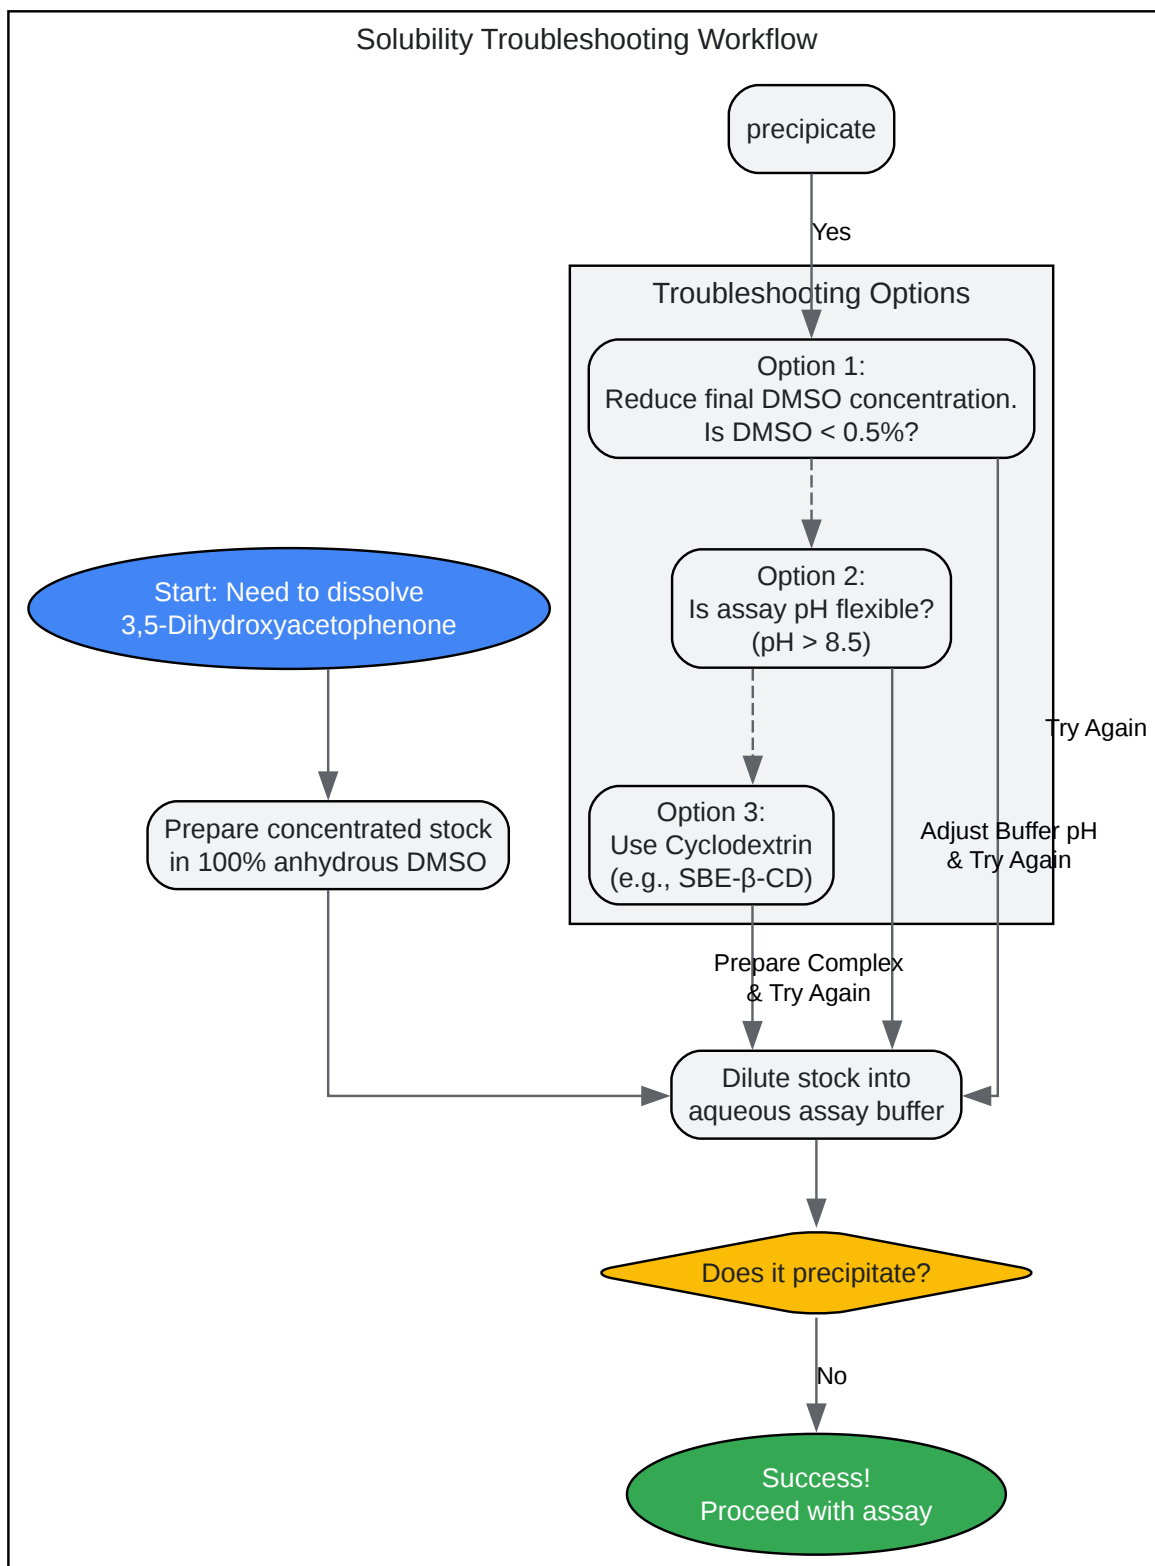 Solubility Troubleshooting Workflow
precipicate
Yes
Troubleshooting Options
Option 1:
Reduce final DMSO concentration.
Is DMSO < 0.5%?
Option 2:
Is assay pH flexible?
(pH > 8.5)
Start: Need to dissolve
3,5-Dihydroxyacetophenone
Try Again
Prepare concentrated stock
in 100% anhydrous DMSO
Option 3:
Use Cyclodextrin
(e.g., SBE-β-CD)
Adjust Buffer pH
& Try Again
Prepare Complex
& Try Again
Dilute stock into
aqueous assay buffer
Does it precipitate?
No
Success!
Proceed with assay